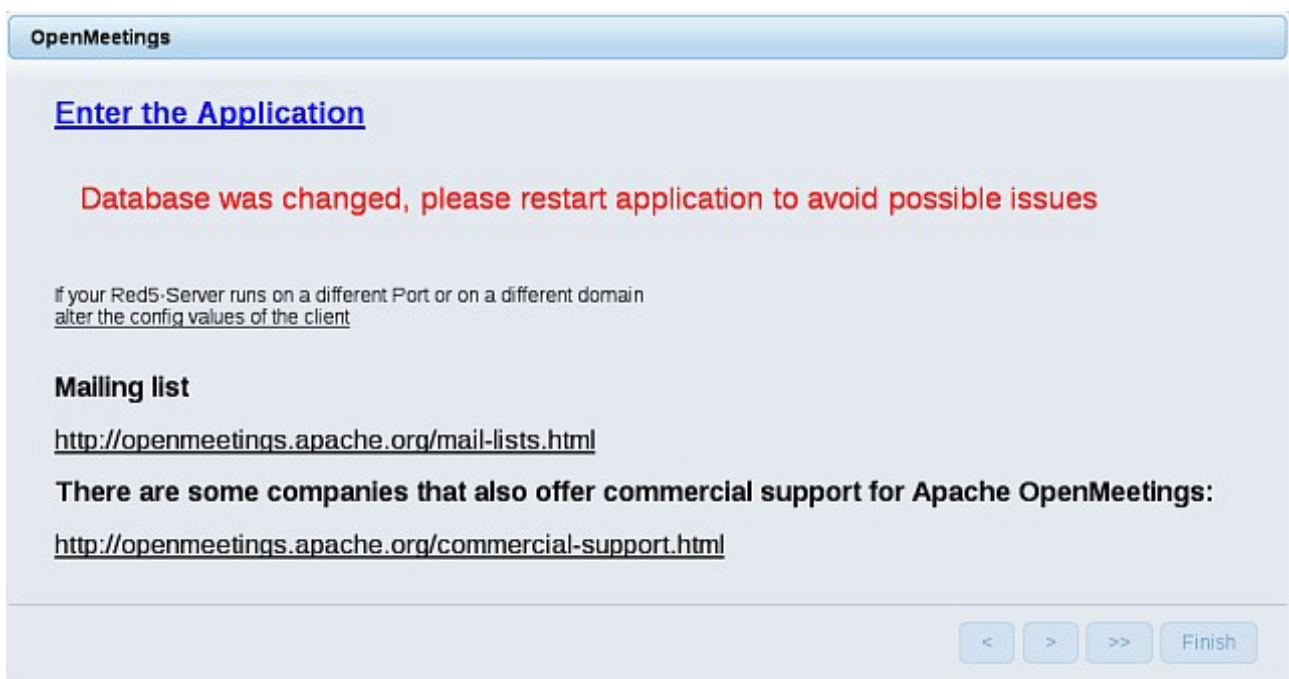 OpenMeetings
Enter the Application
Database was changed, please restart application to avoid possible issues
If your Red5-Server runs on a different Port or on a different domain
alter the config values of the client
Mailing list
http://openmeetings.apache.org/mail-lists.html
There are some companies that also offer commercial support for Apache OpenMeetings:
http://openmeetings.apache.org/commercial-support.html
< > >> Finish